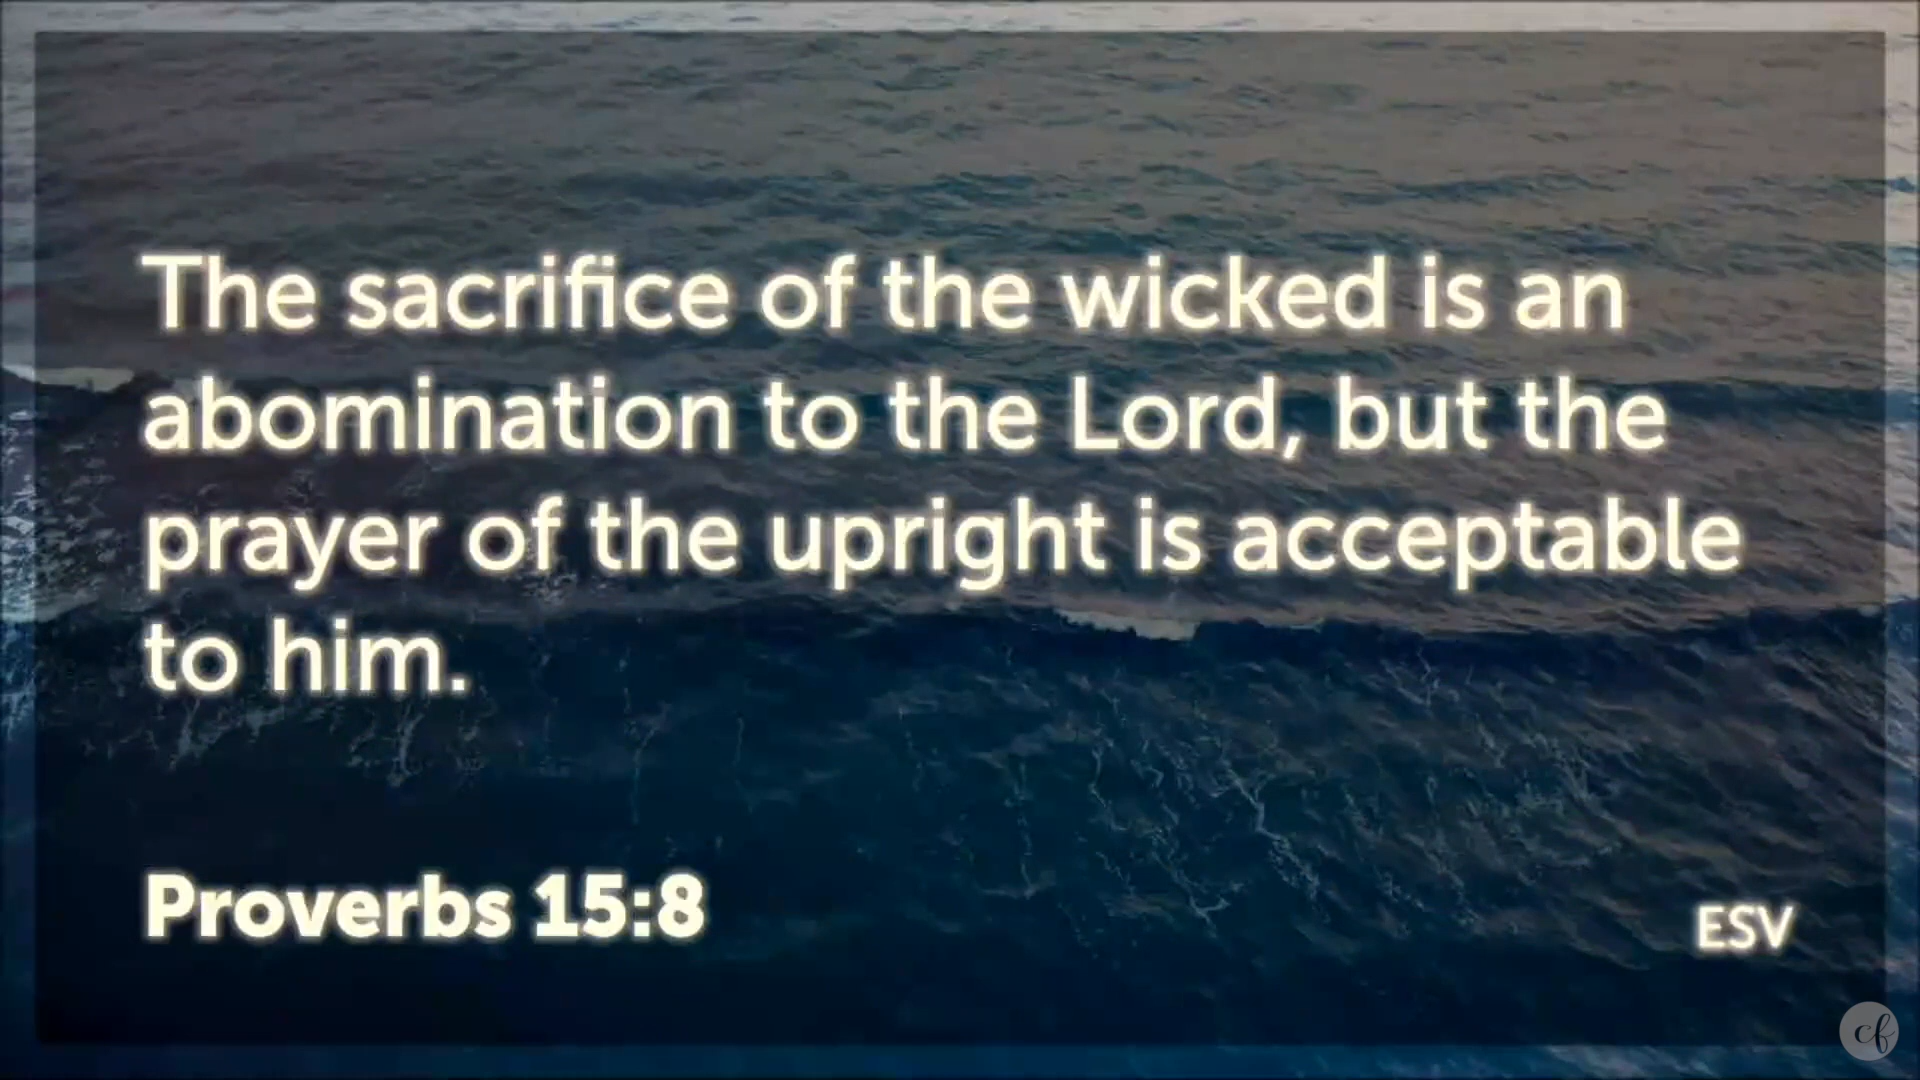 The sacrifice of the wicked is an
abomination to the Lord, but the
prayer of the upright is acceptable
to him.
Proverbs 15:8
ESV
cf